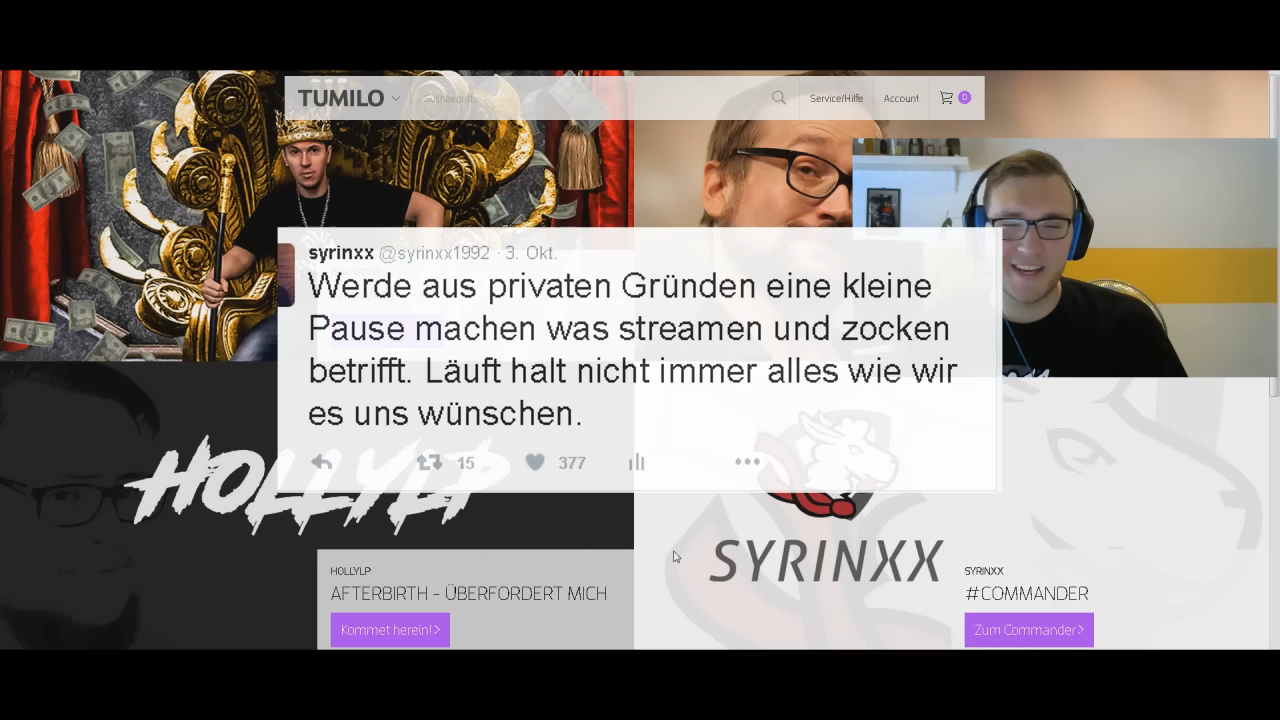 TUMILO
Suchbegriff
Service/Hilfe
Account
0
syrinxx @syrinxx1992 · 3. Okt.
Werde aus privaten Gründen eine kleine
Pause machen was streamen und zocken
betrifft. Läuft halt nicht immer alles wie wir
es uns wünschen.
15
377
HOLLYLP
SYRINXX
HOLLYLP
AFTERBIRTH - ÜBERFORDERT MICH
Kommet herein! >
SYRINXX
#COMMANDER
Zum Commander >